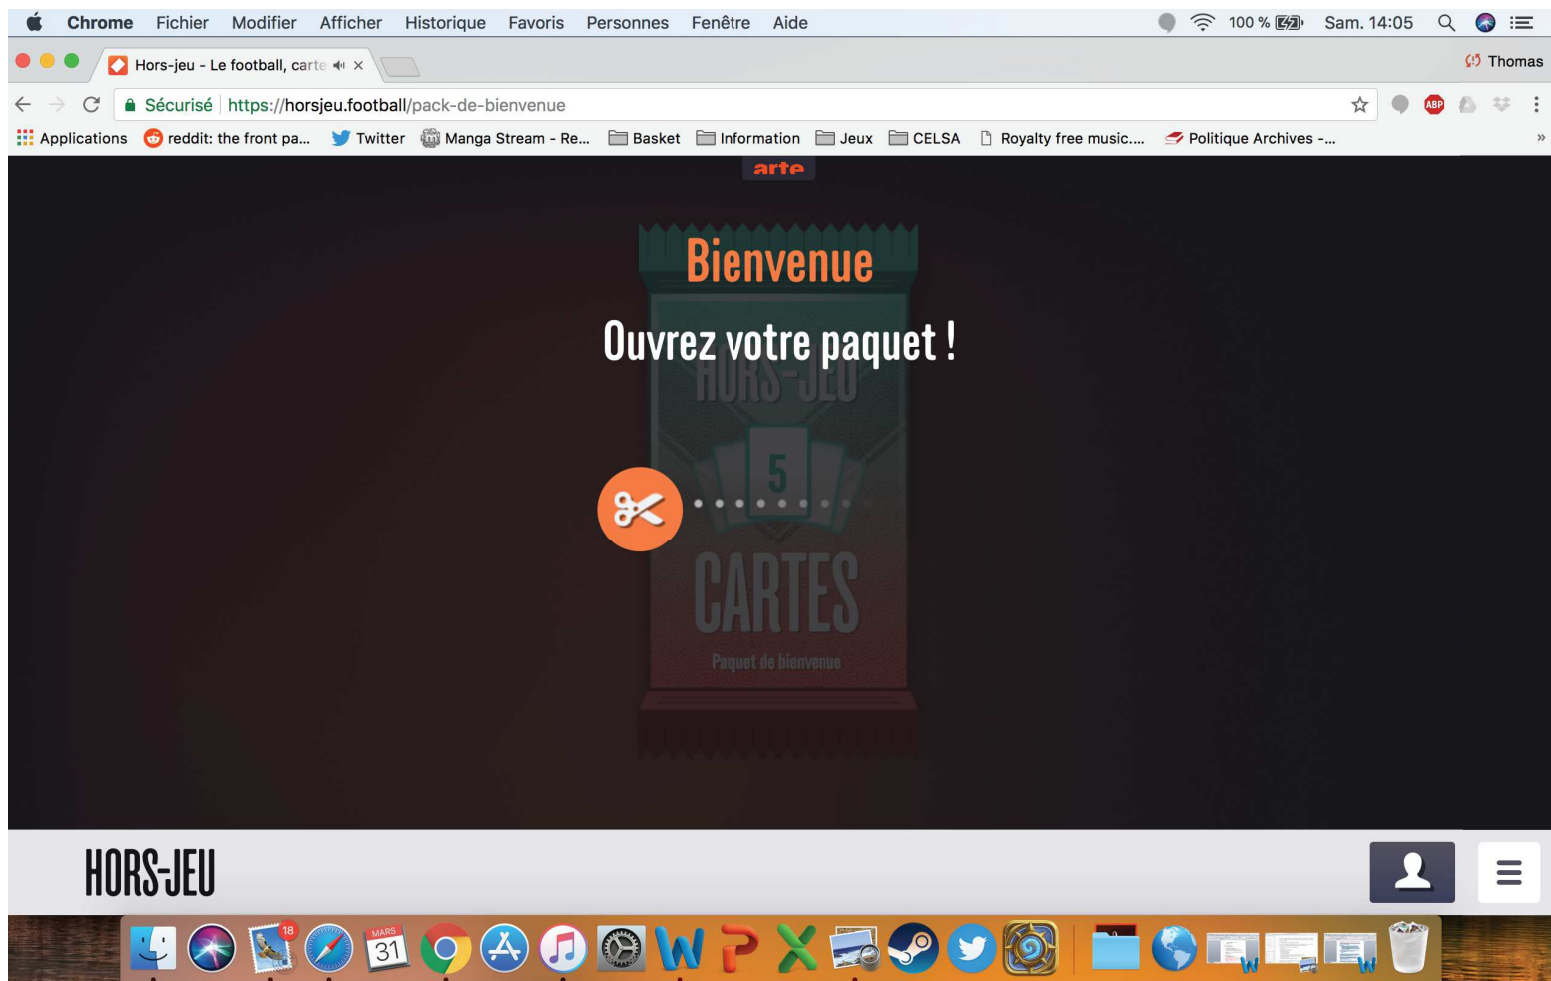 Chrome Fichier Modifier Afficher Historique Favoris Personnes Fenêtre Aide 100 % Sam. 14:05
Hors-jeu - Le football, carte Thomas
Sécurisé https://horsjeu.football/pack-de-bienvenue ABP
Applications reddit: the front pa... Twitter Manga Stream - Re... Basket Information Jeux CELSA Royalty free music.... Politique Archives -... »
arte
Bienvenue
Ouvrez votre paquet !
HORS-JEU
5
CARTES
Paquet de bienvenue
HORS-JEU
18
MARS
31